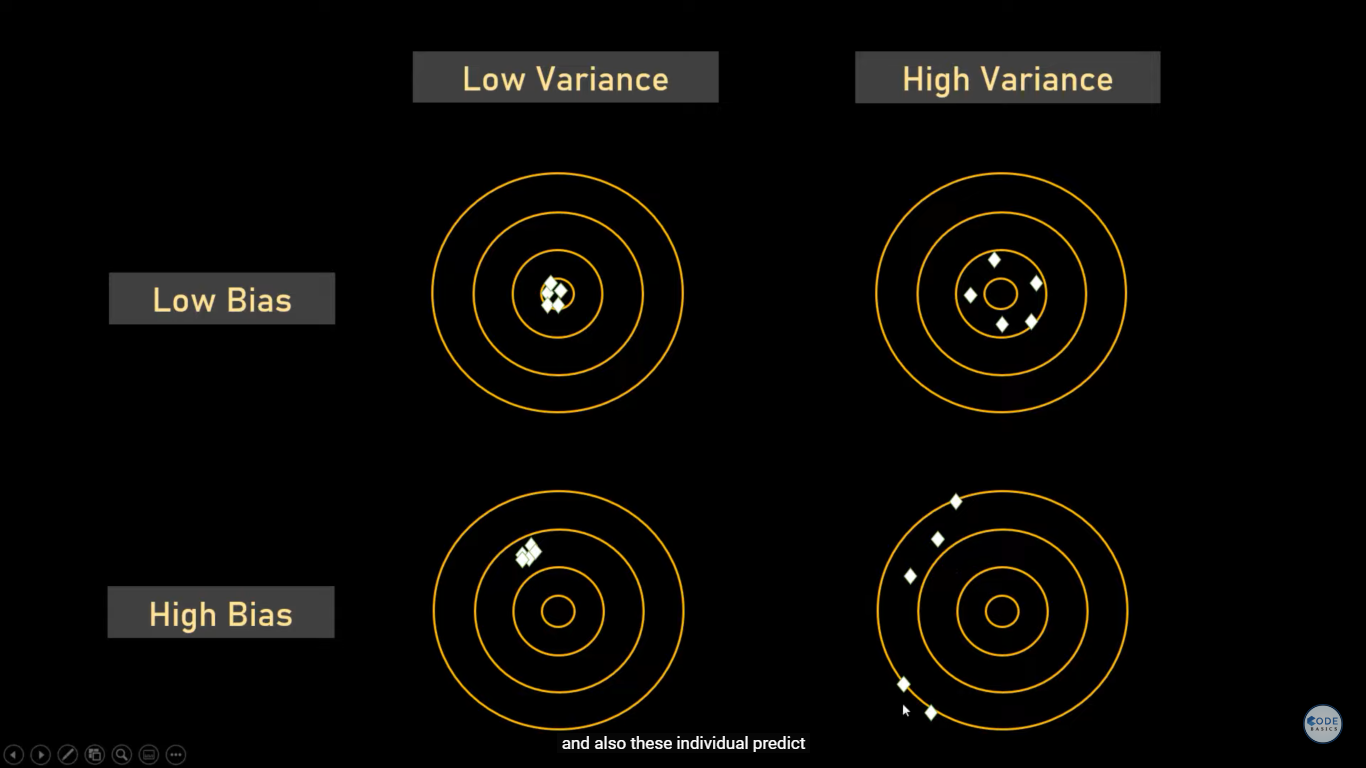 Low Variance
High Variance
Low Bias
High Bias
CODE
BASICS
and also these individual predict